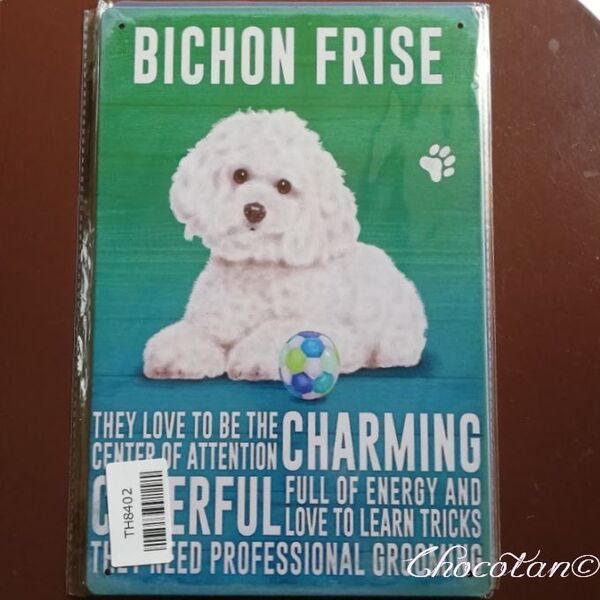 BICHON FRISE
THEY LOVE TO BE THE
CENTER OF ATTENTION
CHARMING
FULL OF ENERGY AND
LOVE TO LEARN TRICKS
NEED PROFESSIONAL
TH8402
Chocotan©